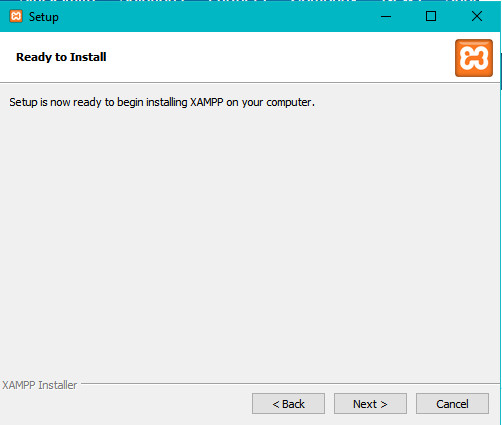 Setup
Ready to Install
Setup is now ready to begin installing XAMPP on your computer.
XAMPP Installer
< Back
Next >
Cancel